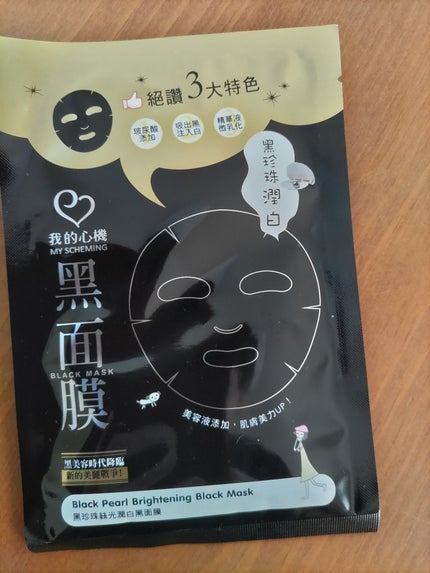 絕讚3大特色
玻尿酸
添加
吸出黑
注入白
精華液
微乳化
黑珍珠潤白
我的心機
MY SCHEMING
黑面膜
BLACK MASK
美容液添加,肌膚美力UP!
黑美容時代降臨
新的美麗戰爭!
Black Pearl Brightening Black Mask
黑珍珠絲光潤白黑面膜